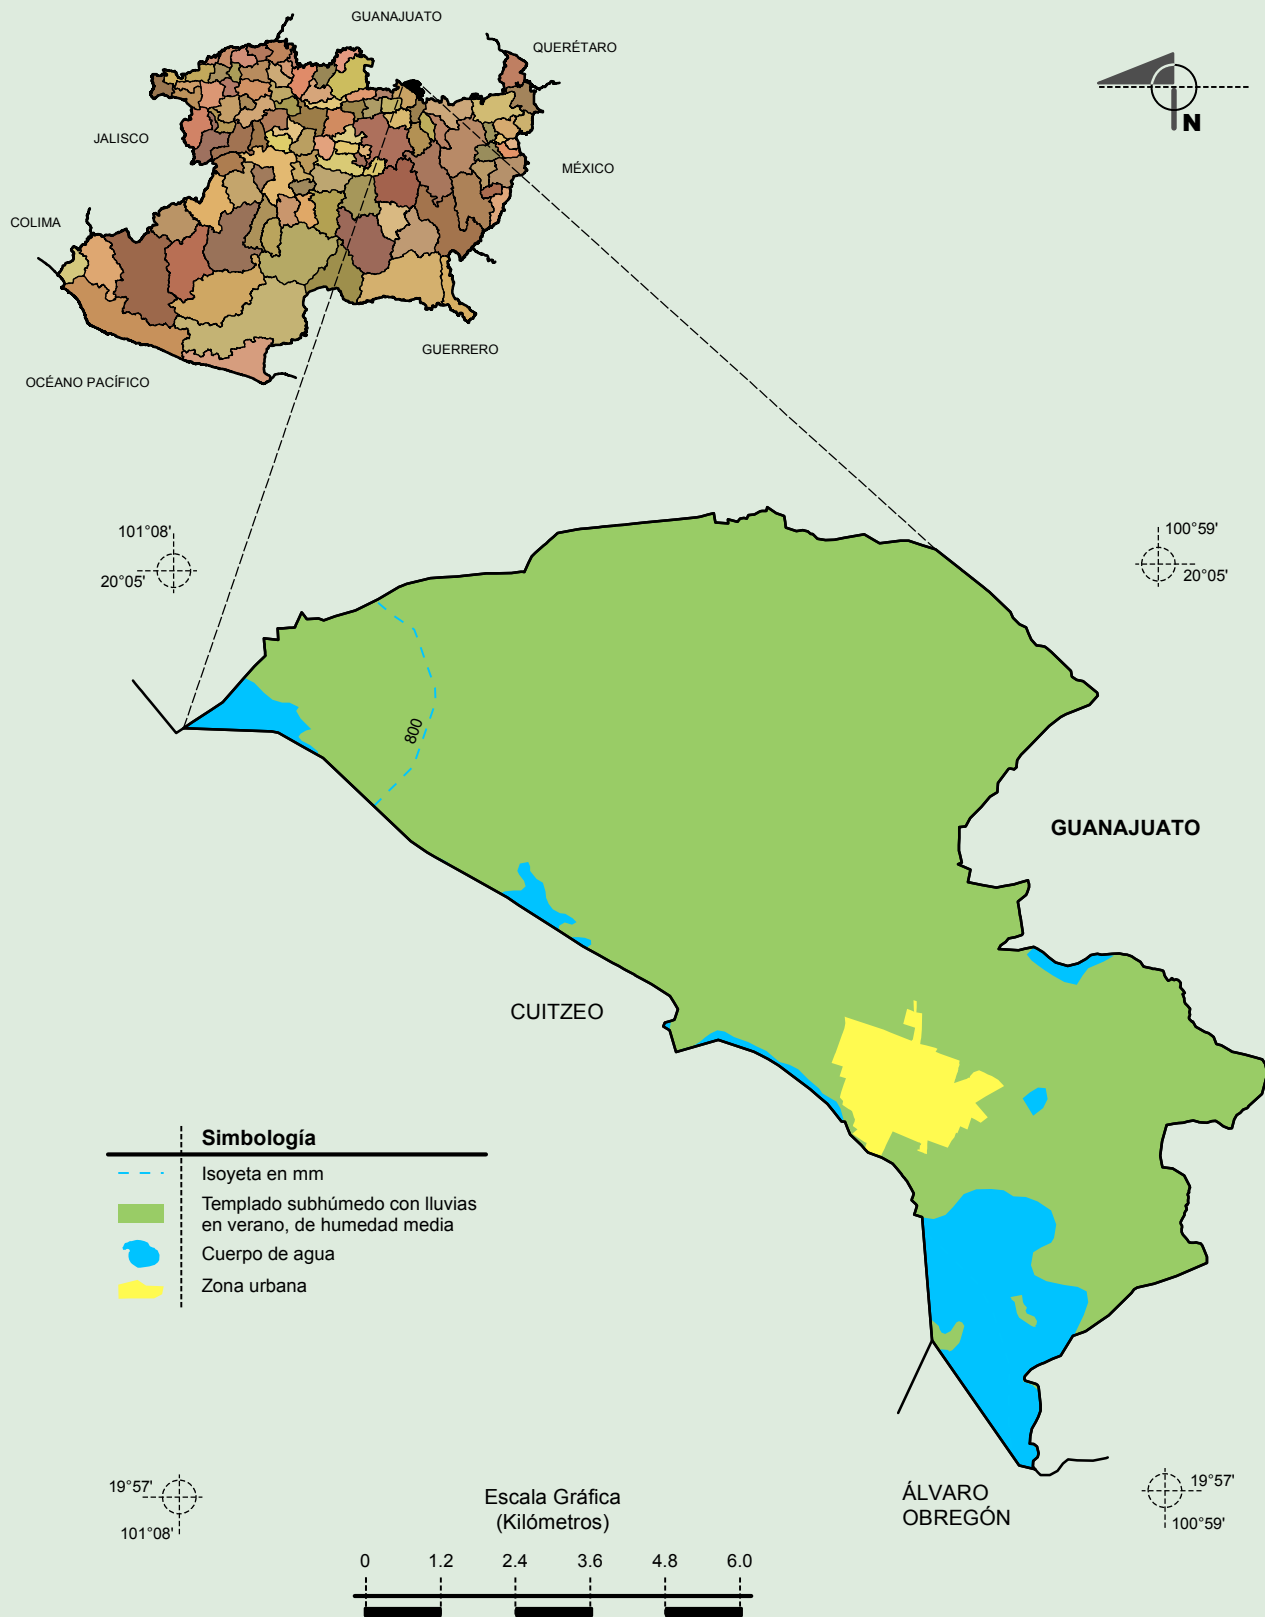 GUANAJUATO
QUERÉTARO
N
JALISCO
MÉXICO
COLIMA
GUERRERO
OCÉANO PACÍFICO
101°08'
20°05'
100°59'
20°05'
800
GUANAJUATO
CUITZEO
Simbología
Isoyeta en mm
Templado subhúmedo con lluvias
en verano, de humedad media
Cuerpo de agua
Zona urbana
19°57'
101°08'
Escala Gráfica
(Kilómetros)
ÁLVARO
OBREGÓN
19°57'
100°59'
0 1.2 2.4 3.6 4.8 6.0